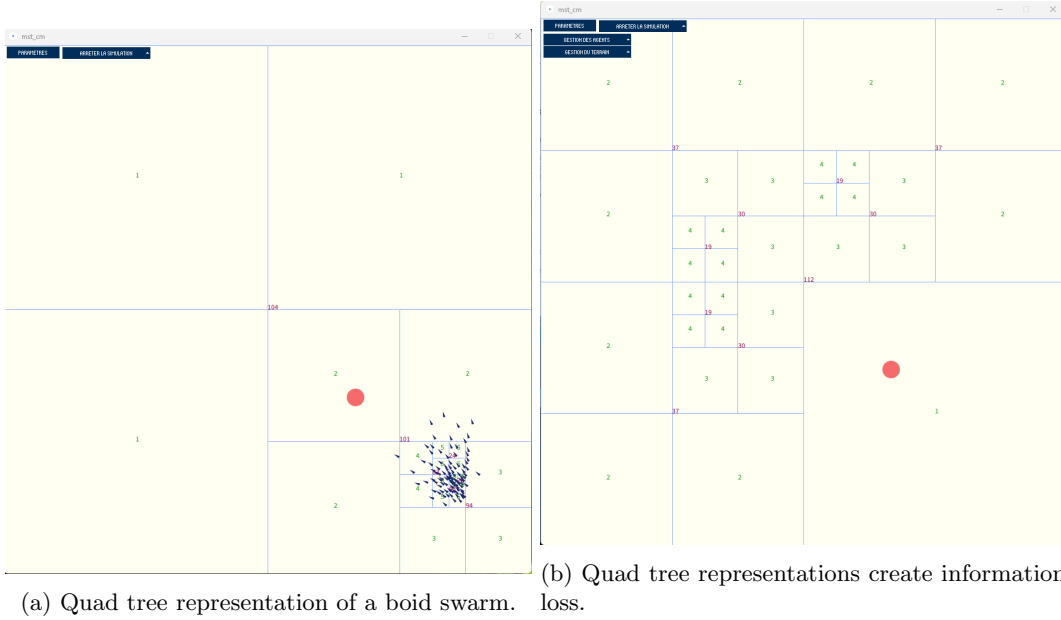 mst_cm
PARAMETRES ARRETER LA SIMULATION
1 1
104
2 2
1
101
5 6
4
3
4
2
94
3 3
(a) Quad tree representation of a boid swarm.
mst_cm
PARAMETRES ARRETER LA SIMULATION
GESTION DES AGENTS
GESTION DU TERRAIN
2 2 2 2
37 37
4 4
3 3 19 3
4 4
2 2
30 30
4 4
19 3 3 3
4 4
112
4 4
19 3
4 4
2
30
3 3
1
37
2 2
(b) Quad tree representations create information
loss.